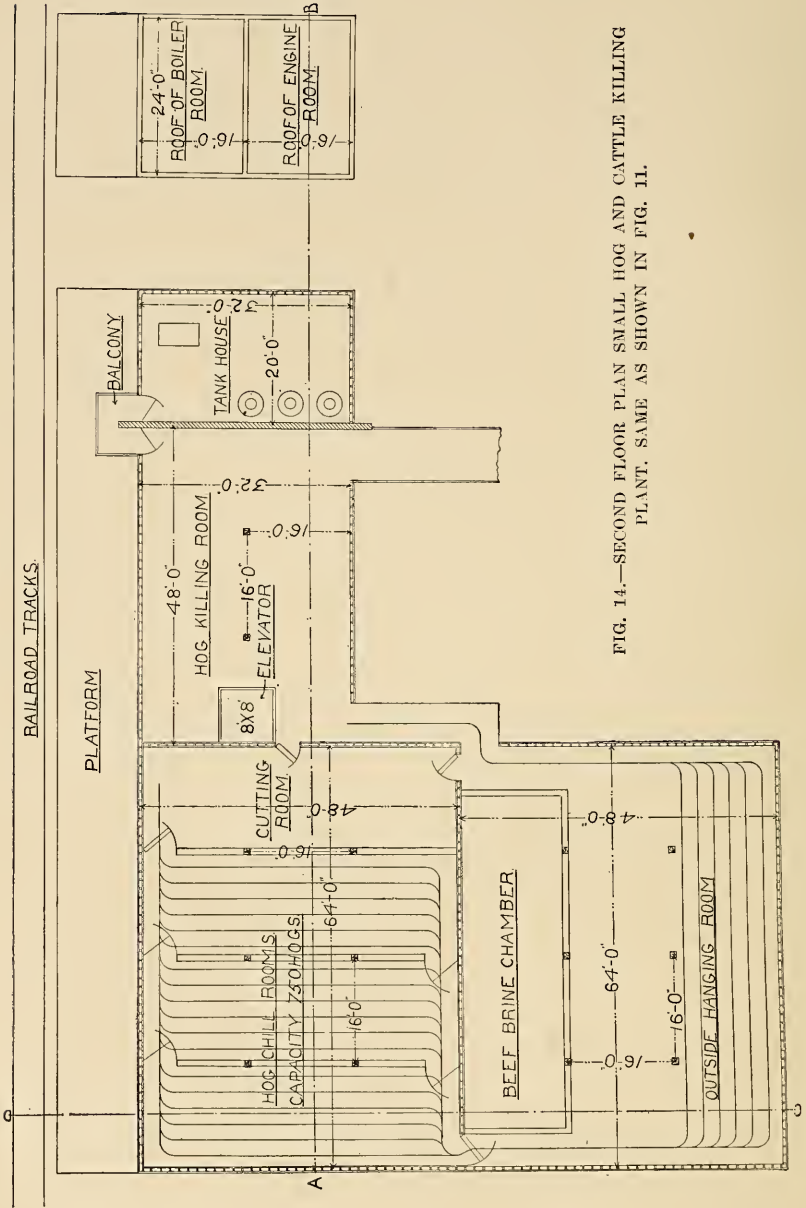 RAILROAD TRACKS.
PLATFORM
BALCONY
24'-0"
ROOF OF BOILER
ROOM.
16'-0"
ROOF OF ENGINE
ROOM.
16'-0"
B
TANK HOUSE
32'-0"
20'-0"
HOG KILLING ROOM
48'-0"
32'-0"
16'-0"
16'-0"
ELEVATOR
8'X8'
CUTTING
ROOM.
48'-0"
16'-0"
64'-0"
HOG CHILL ROOMS.
CAPACITY 750 HOGS.
16'-0"
A
C
BEEF BRINE CHAMBER.
48'-0"
64'-0"
16'-0"
16'-0"
OUTSIDE HANGING ROOM
FIG. 14.—SECOND FLOOR PLAN SMALL HOG AND CATTLE KILLING
PLANT. SAME AS SHOWN IN FIG. 11.